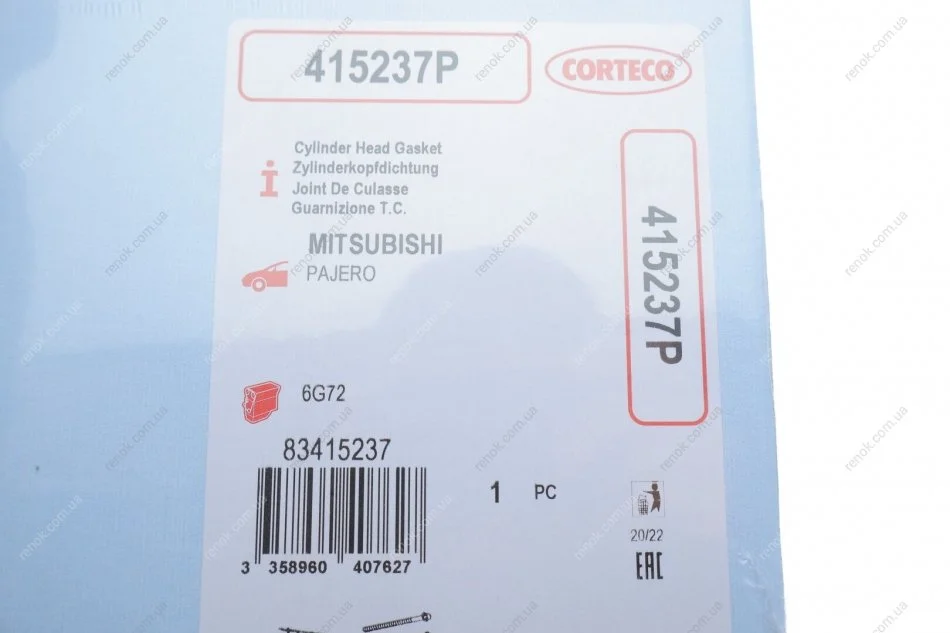 415237P
CORTECO
Cylinder Head Gasket
Zylinderkopfdichtung
Joint De Culasse
Guarnizione T.C.
MITSUBISHI
PAJERO
415237P
6G72
83415237
1 PC
3 358960 407627
20/22
EAC
renok.com.ua